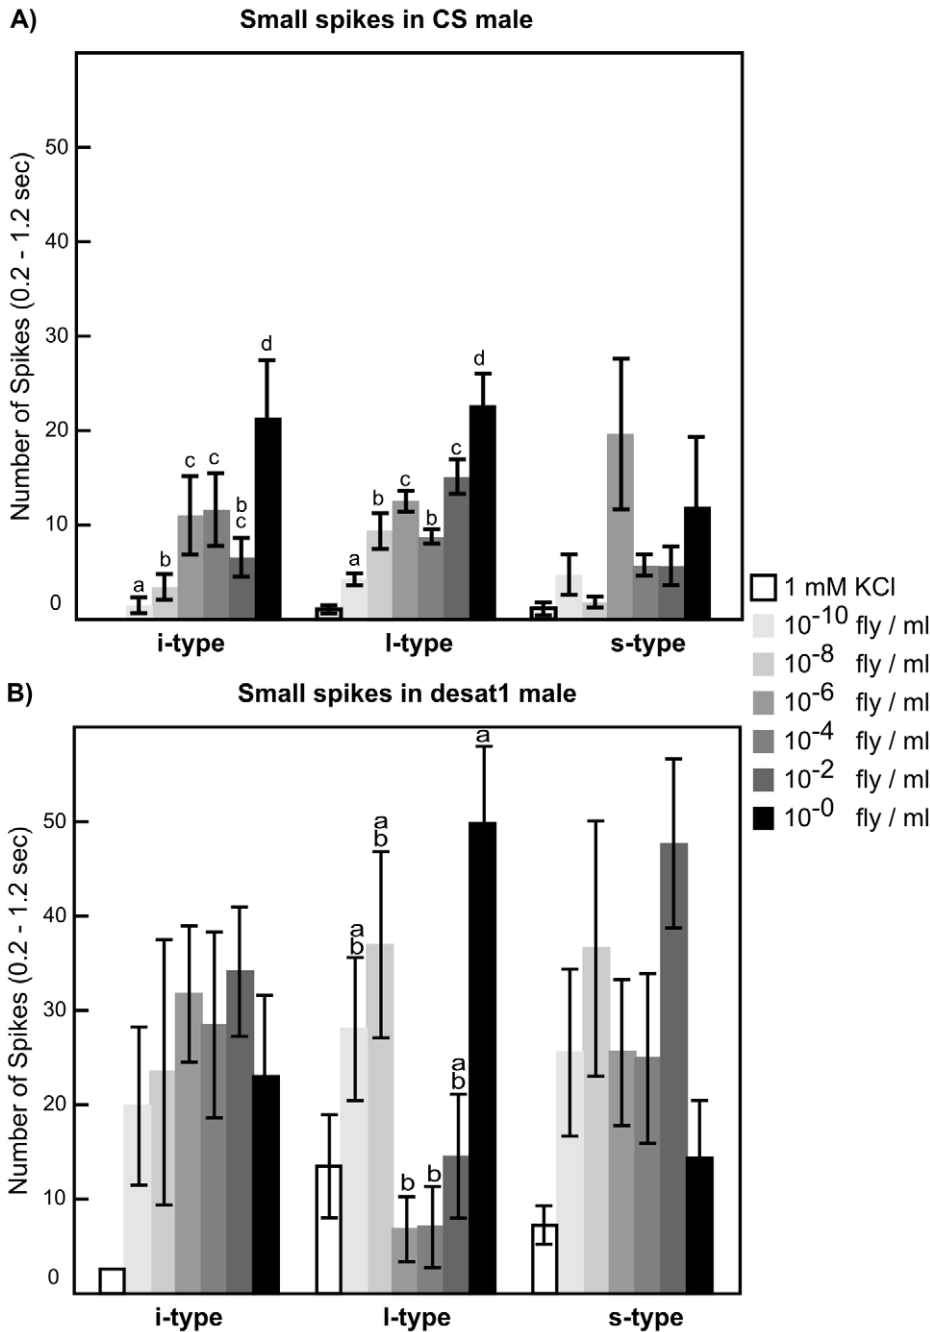 A)
Small spikes in CS male
Number of Spikes (0.2 - 1.2 sec)
50
40
30
20
10
0
a
b
c
c
b
c
d
a
b
c
b
c
d
i-type
l-type
s-type
1 mM KCl
10-10 fly / ml
10-8 fly / ml
10-6 fly / ml
10-4 fly / ml
10-2 fly / ml
10-0 fly / ml
B)
Small spikes in desat1 male
Number of Spikes (0.2 - 1.2 sec)
50
40
30
20
10
0
a
b
a
b
b
b
a
b
a
i-type
l-type
s-type